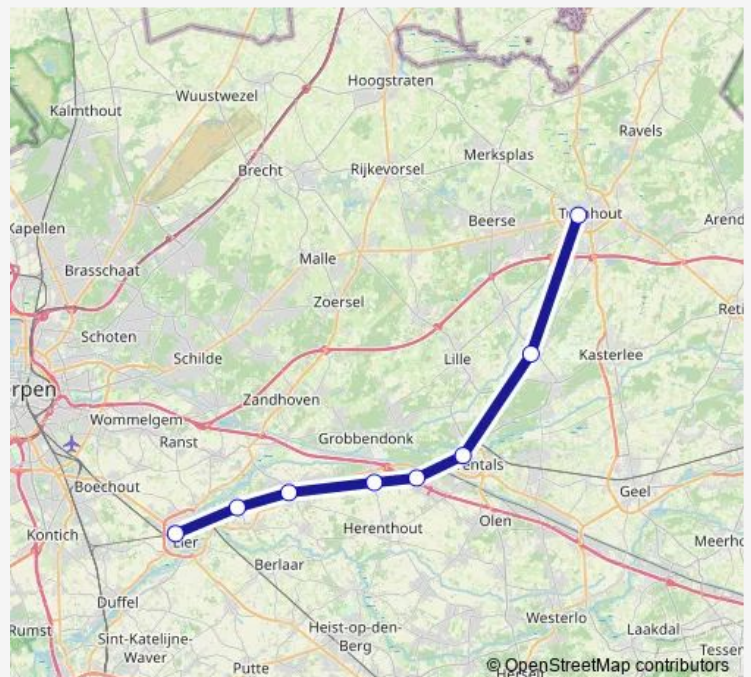 Hoogstraten
Wuustwezel
Kalmthout
Ravels
Merksplas
Brecht
Rijkevorsel
Beerse
Arend
Kapellen
Malle
Brasschaat
Zoersel
Reti
Schoten
Schilde
Lille
Kasterlee
rpen
Zandhoven
Wommelgem
Ranst
Grobbendonk
entals
Boechout
Geel
Olen
Herenthout
Kontich
Lier
Meerho
Berlaar
Duffel
Westerlo
Laakdal
Rumst
Sint-Katelijne-
Waver
Heist-op-den-
Berg
Tessen
Putte
© OpenStreetMap contributors